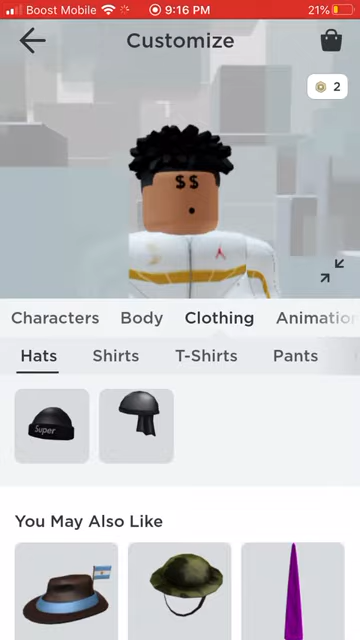 Boost Mobile 9:16 PM 21%
Customize
2
$$
Characters Body Clothing Animation
Hats Shirts T-Shirts Pants
Super
You May Also Like